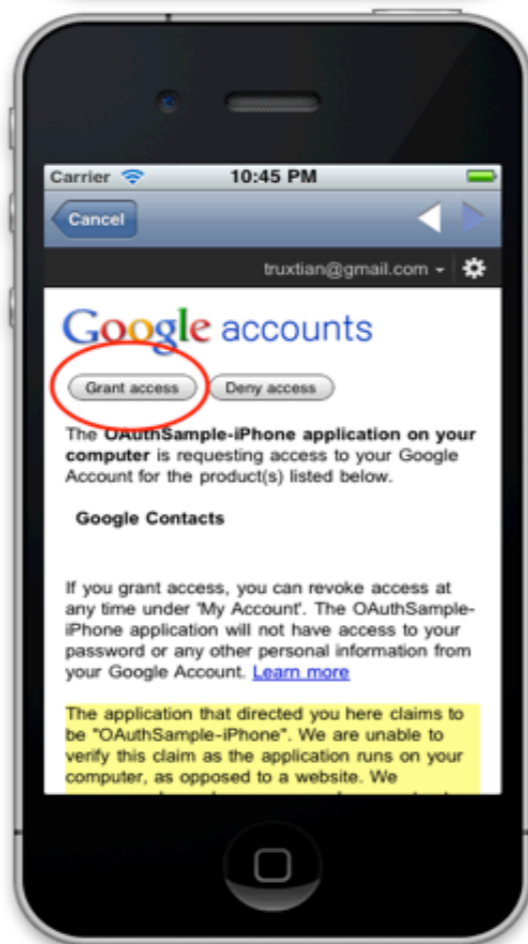 Carrier 10:45 PM
Cancel
truxtian@gmail.com
Google accounts
Grant access Deny access
The OAuthSample-iPhone application on your
computer is requesting access to your Google
Account for the product(s) listed below.
Google Contacts
If you grant access, you can revoke access at
any time under 'My Account'. The OAuthSample-
iPhone application will not have access to your
password or any other personal information from
your Google Account. Learn more
The application that directed you here claims to
be "OAuthSample-iPhone". We are unable to
verify this claim as the application runs on your
computer, as opposed to a website. We